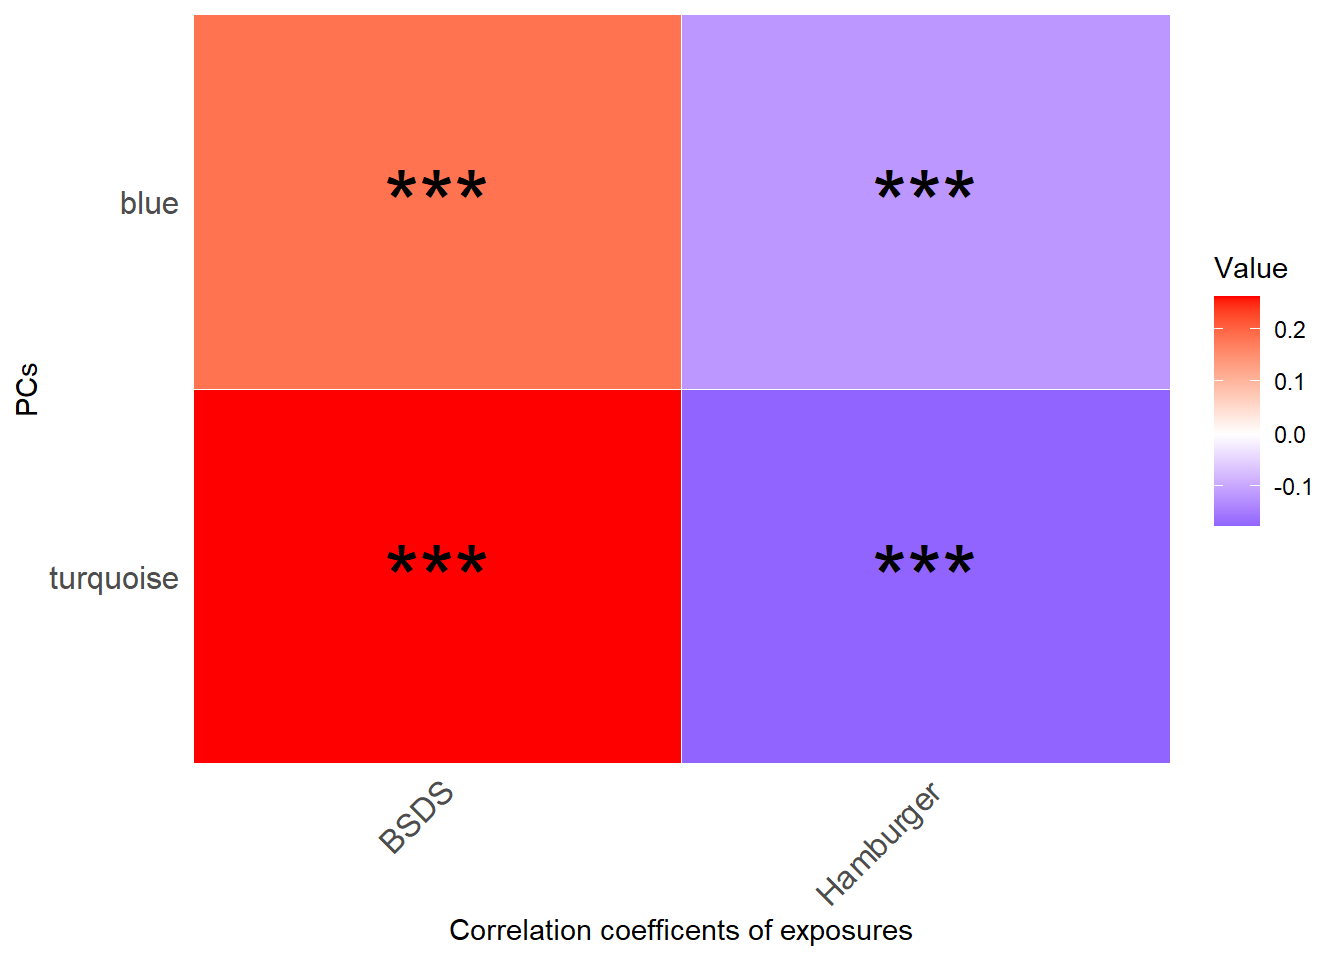 blue
turquoise
PCs
***
***
***
***
BSDS
Hamburger
Correlation coefficents of exposures
Value
0.2
0.1
0.0
-0.1